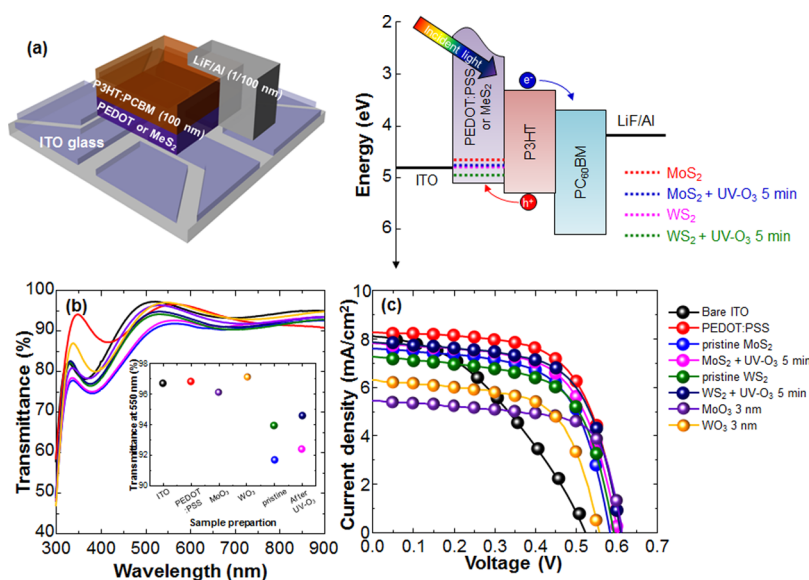 (a)
LiF/Al (1/100 nm)
P3HT:PCBM (100 nm)
PEDOT or MeS2
ITO glass
Energy (eV)
2
3
4
5
6
Incident light
PEDOT:PSS
or MeS2
e-
P3HT
h+
PC60BM
LiF/Al
ITO
MoS2
MoS2 + UV-O3 5 min
WS2
WS2 + UV-O3 5 min
(b)
Transmittance (%)
100
90
80
70
60
50
40
300 400 500 600 700 800 900
Wavelength (nm)
Transmittance at 550 nm (%)
98
96
94
92
90
ITO
PEDOT
:PSS
MoO3
WO3
pristine
After
UV-O3
Sample prepartion
(c)
Current density (mA/cm2)
10
9
8
7
6
5
4
3
2
1
0
0.0 0.1 0.2 0.3 0.4 0.5 0.6 0.7
Voltage (V)
Bare ITO
PEDOT:PSS
pristine MoS2
MoS2 + UV-O3 5 min
pristine WS2
WS2 + UV-O3 5 min
MoO3 3 nm
WO3 3 nm